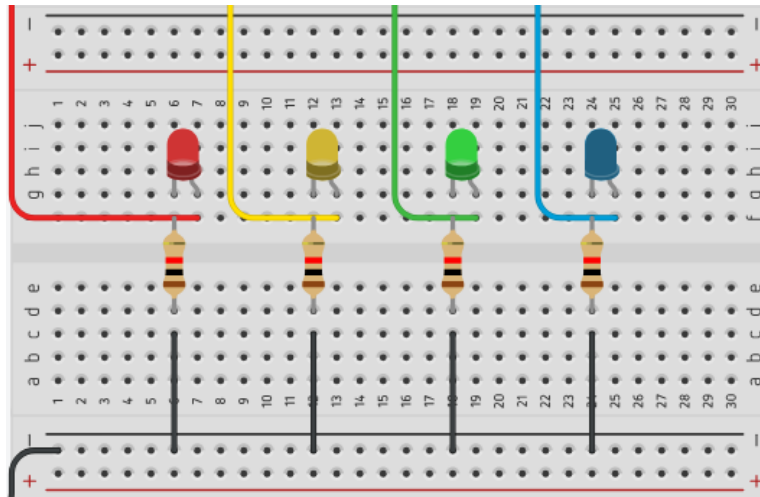 − −
+ +
1 2 3 4 5 6 7 8 9 10 11 12 13 14 15 16 17 18 19 20 21 22 23 24 25 26 27 28 29 30
j j
i i
h h
g g
f
e e
d d
c c
b b
a a
1 2 3 4 5 6 7 8 9 10 11 12 13 14 15 16 17 18 19 20 21 22 23 24 25 26 27 28 29 30
− −
+ +